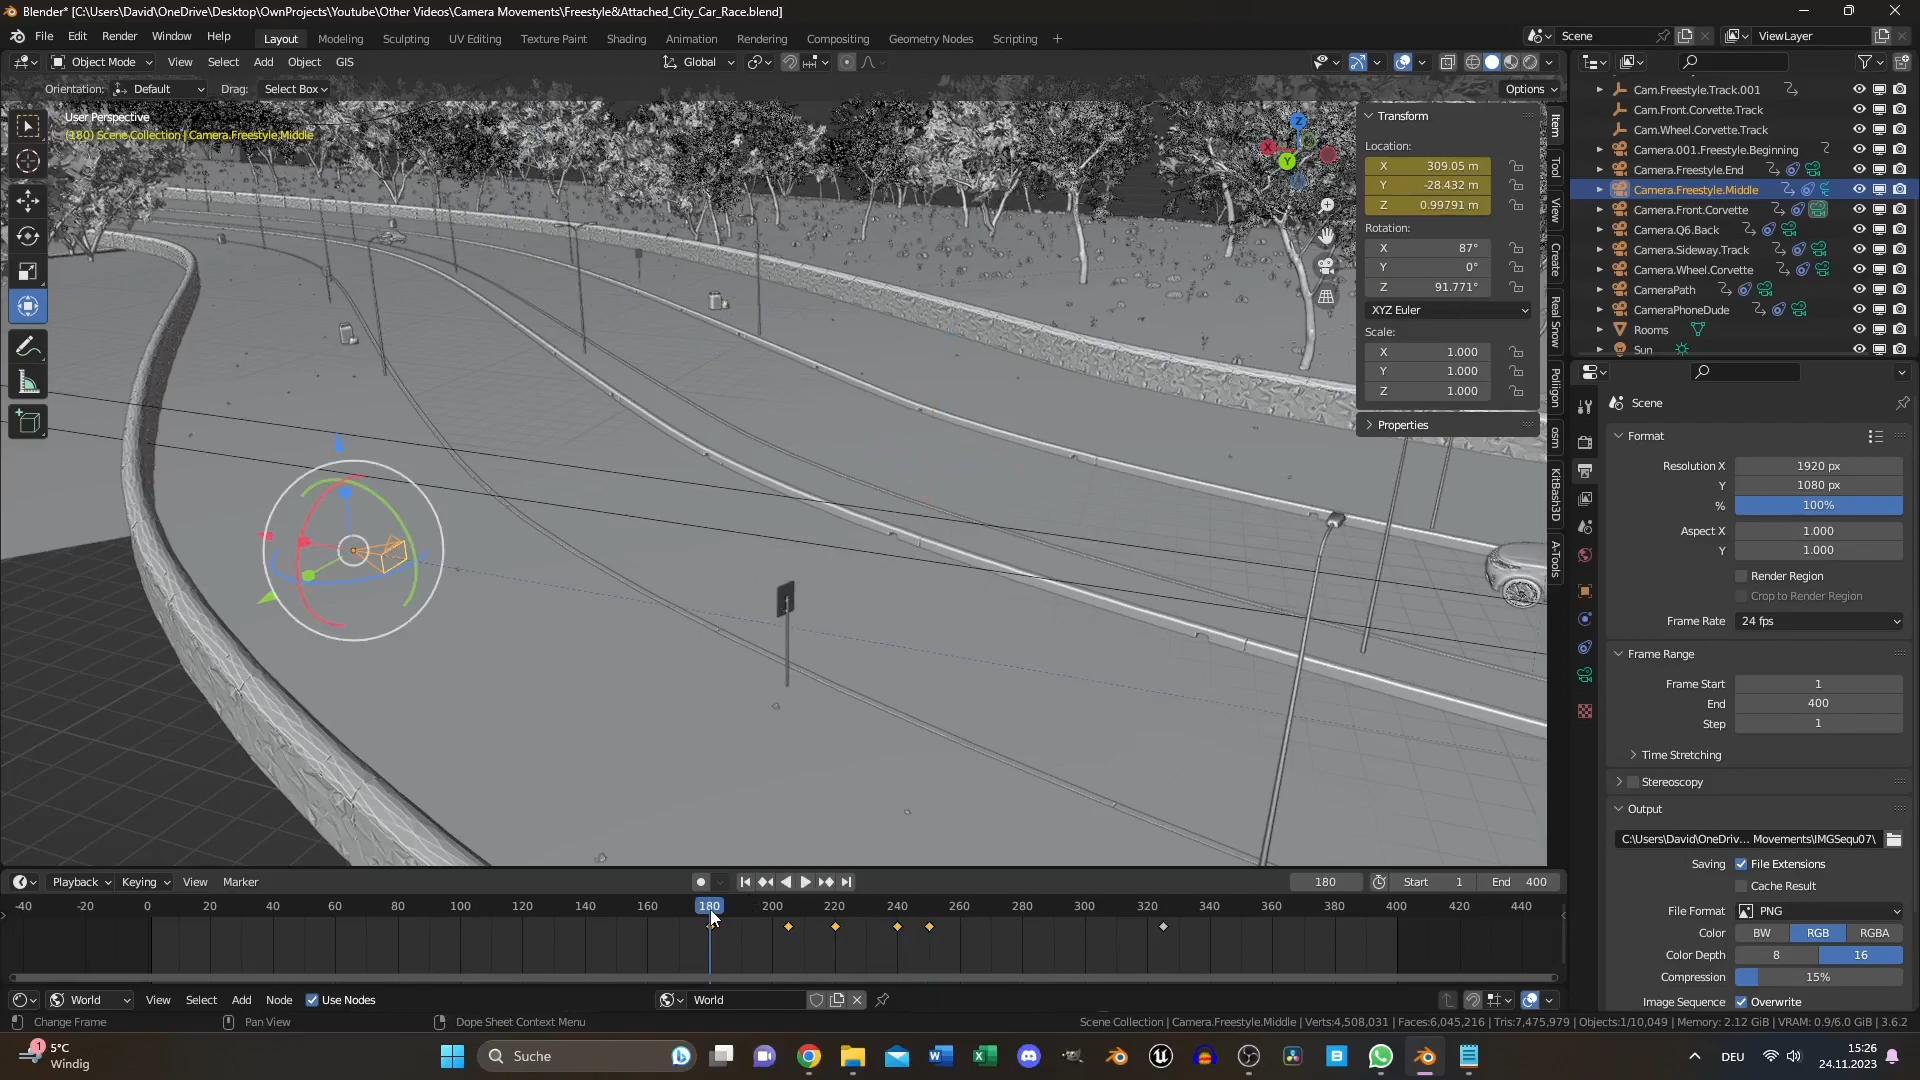 Blender* [C:\Users\David\OneDrive\Desktop\OwnProjects\Youtube\Other Videos\Camera Movements\Freestyle&Attached_City_Car_Race.blend]
File Edit Render Window Help Layout Modeling Sculpting UV Editing Texture Paint Shading Animation Rendering Compositing Geometry Nodes Scripting + Scene ViewLayer
Object Mode View Select Add Object GIS Global
Orientation: Default Drag: Select Box Options
User Perspective
(180) Scene Collection | Camera.Freestyle.Middle
Z
X
Y
Transform
Location:
X 309.05 m
Y -28.432 m
Z 0.99791 m
Rotation:
X 87°
Y 0°
Z 91.771°
XYZ Euler
Scale:
X 1.000
Y 1.000
Z 1.000
Properties
Item
Tool
View
Create
Real Snow
Poliigon
osm
KitBash3D
A-Tools
Cam.Freestyle.Track.001
Cam.Front.Corvette.Track
Cam.Wheel.Corvette.Track
Camera.001.Freestyle.Beginning
Camera.Freestyle.End
Camera.Freestyle.Middle
Camera.Front.Corvette
Camera.Q6.Back
Camera.Sideway.Track
Camera.Wheel.Corvette
CameraPath
CameraPhoneDude
Rooms
Sun
Scene
Format
Resolution X 1920 px
Y 1080 px
% 100%
Aspect X 1.000
Y 1.000
Render Region
Crop to Render Region
Frame Rate 24 fps
Frame Range
Frame Start 1
End 400
Step 1
Time Stretching
Stereoscopy
Output
C:\Users\David\OneDriv... Movements\IMGSequ07\
Saving File Extensions
Cache Result
File Format PNG
Color BW RGB RGBA
Color Depth 8 16
Compression 15%
Image Sequence Overwrite
Playback Keying View Marker 180 Start 1 End 400
-40 -20 0 20 40 60 80 100 120 140 160 180 200 220 240 260 280 300 320 340 360 380 400 420 440
World View Select Add Node Use Nodes World
Change Frame Pan View Dope Sheet Context Menu Scene Collection | Camera.Freestyle.Middle | Verts:4,508,031 | Faces:6,045,216 | Tris:7,475,979 | Objects:1/10,049 | Memory: 2.12 GiB | VRAM: 0.9/6.0 GiB | 3.6.2
1
5°C
Windig
Suche
DEU
15:26
24.11.2023